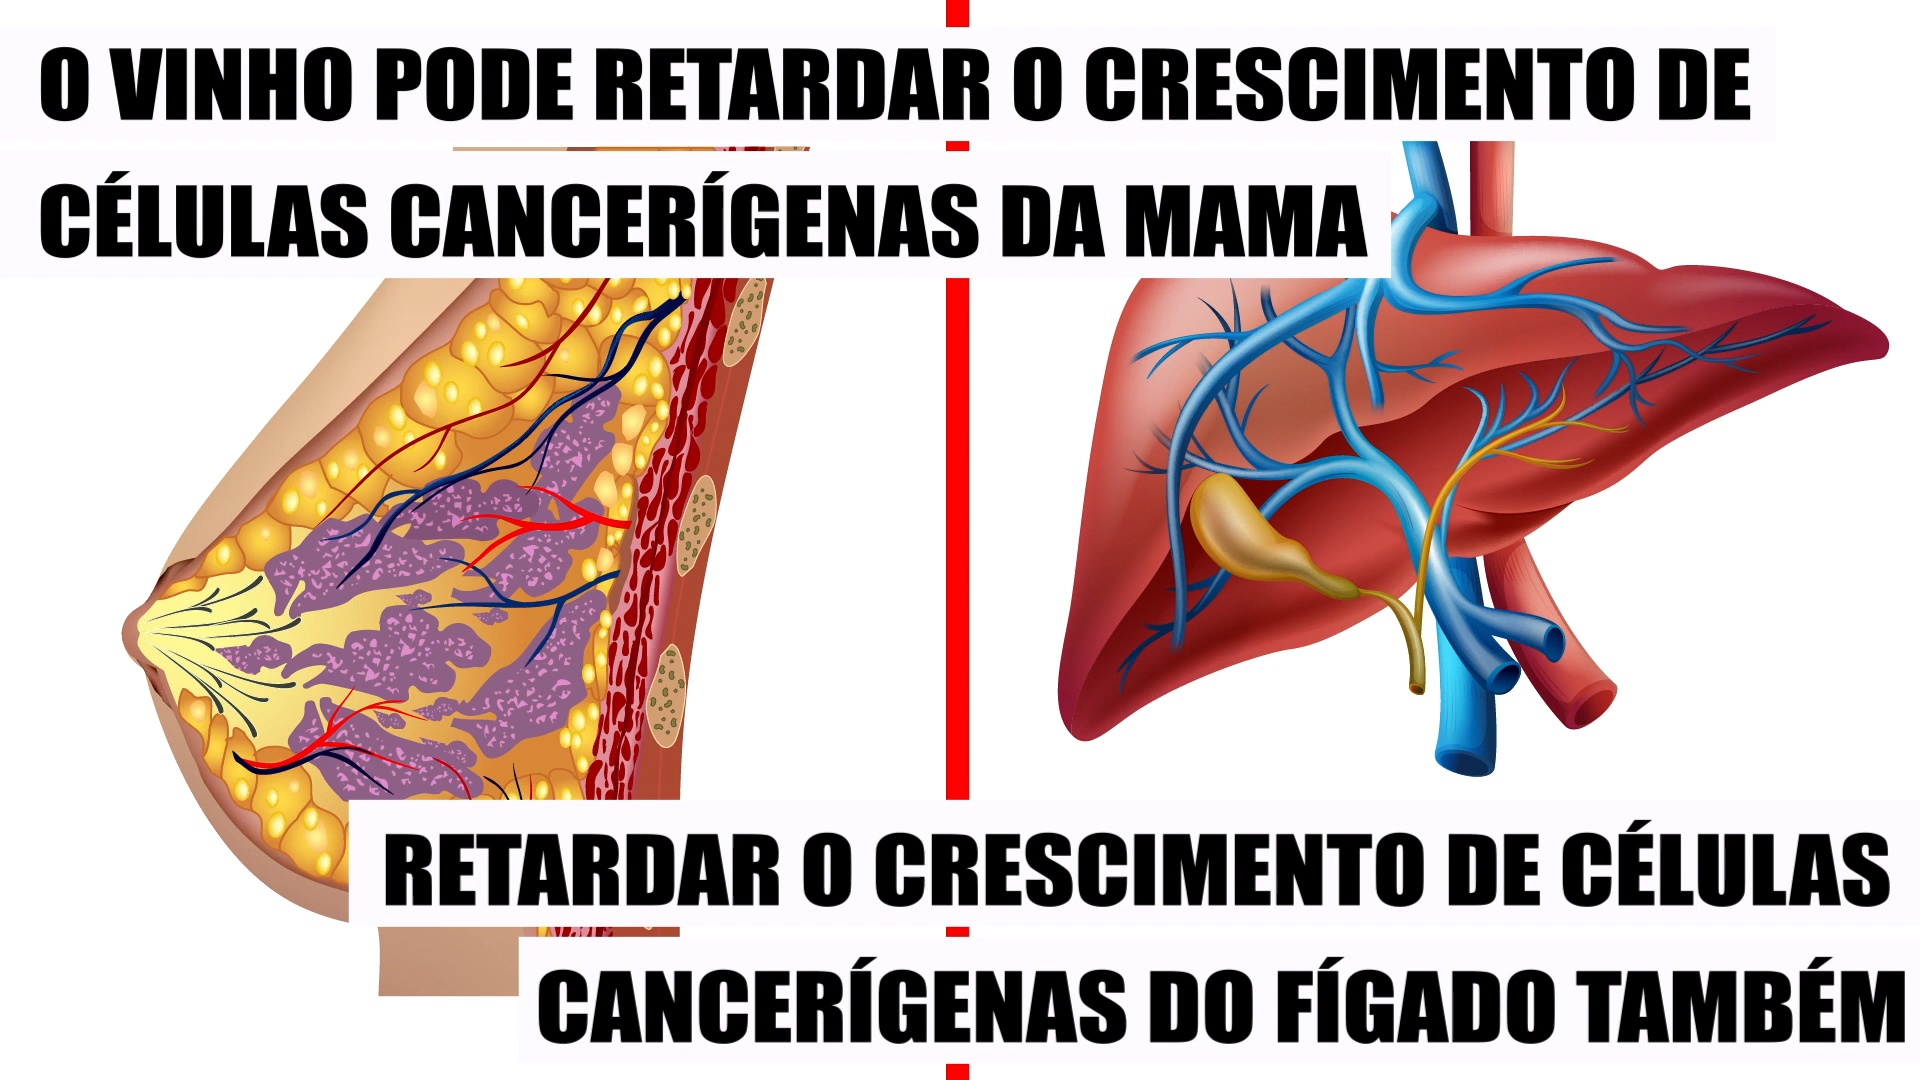 O VINHO PODE RETARDAR O CRESCIMENTO DE
CÉLULAS CANCERÍGENAS DA MAMA
RETARDAR O CRESCIMENTO DE CÉLULAS
CANCERÍGENAS DO FÍGADO TAMBÉM